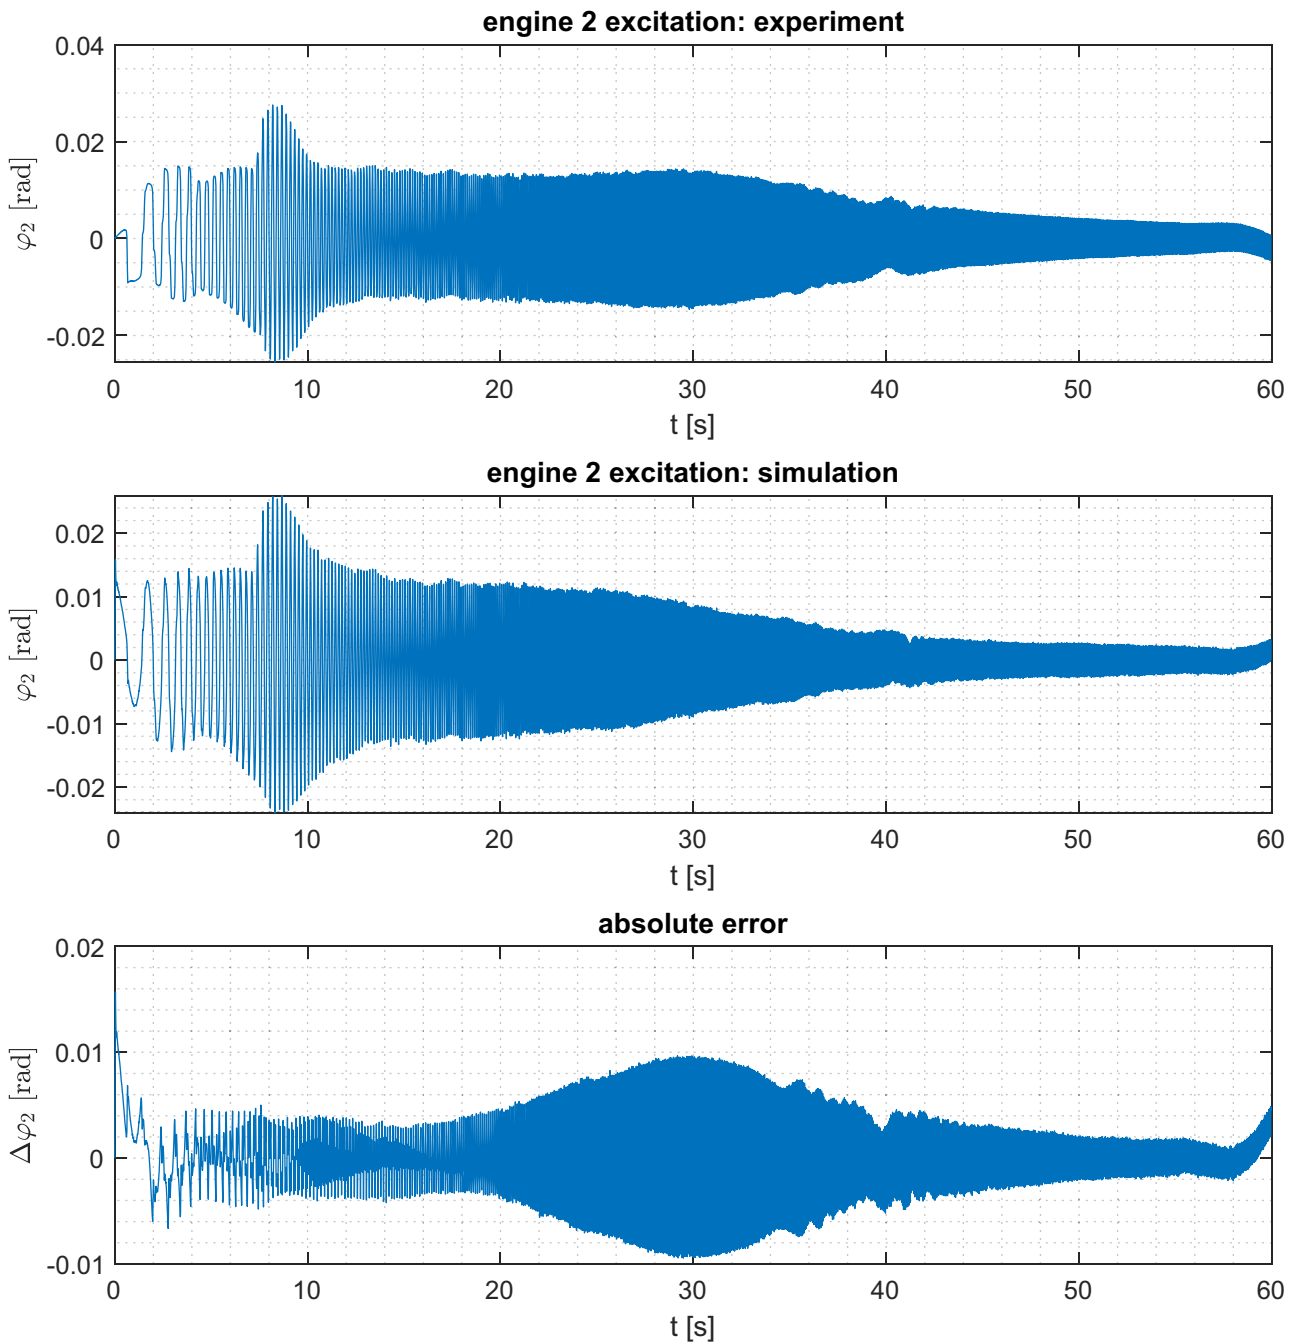 engine 2 excitation: experiment
0.04
0.02
0
-0.02
φ₂ [rad]
0 10 20 30 40 50 60
t [s]
engine 2 excitation: simulation
0.02
0.01
0
-0.01
-0.02
φ₂ [rad]
0 10 20 30 40 50 60
t [s]
absolute error
0.02
0.01
0
-0.01
Δφ₂ [rad]
0 10 20 30 40 50 60
t [s]